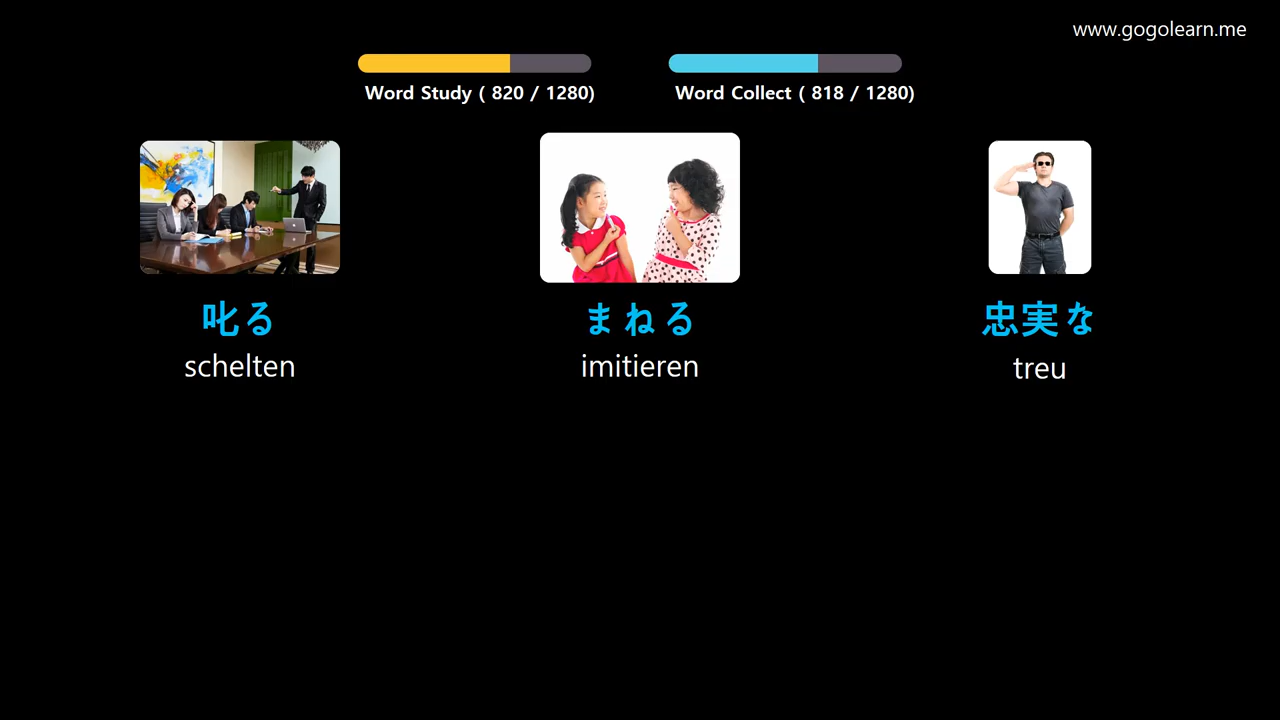 www.gogolearn.me
Word Study ( 820 / 1280)
Word Collect ( 818 / 1280)
叱る
まねる
忠実な
schelten
imitieren
treu